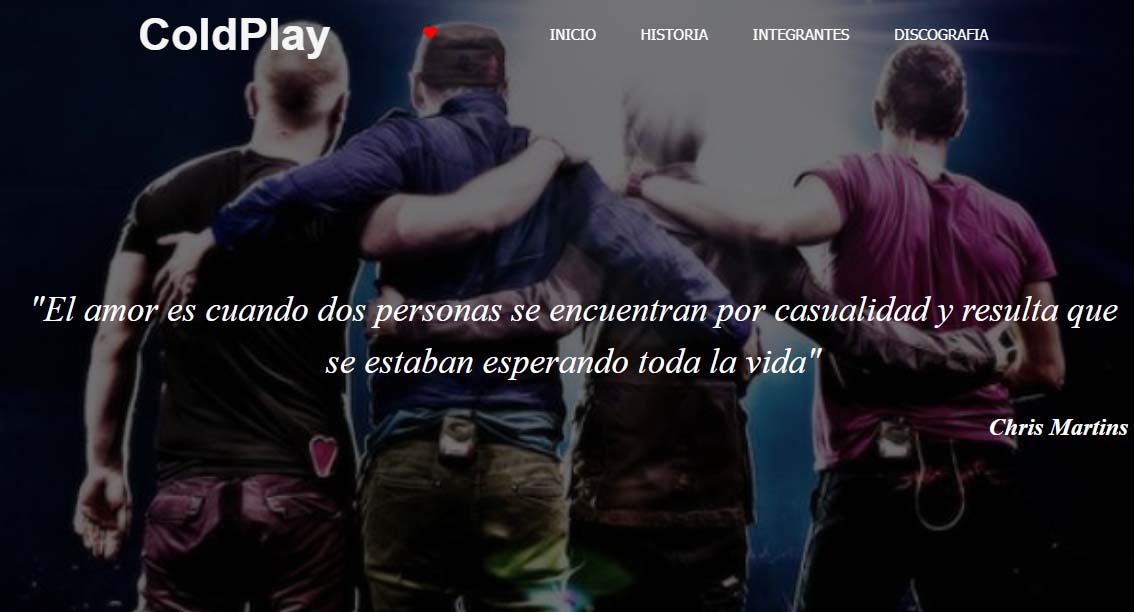 ColdPlay
INICIO HISTORIA INTEGRANTES DISCOGRAFIA
"El amor es cuando dos personas se encuentran por casualidad y resulta que
se estaban esperando toda la vida"
Chris Martins